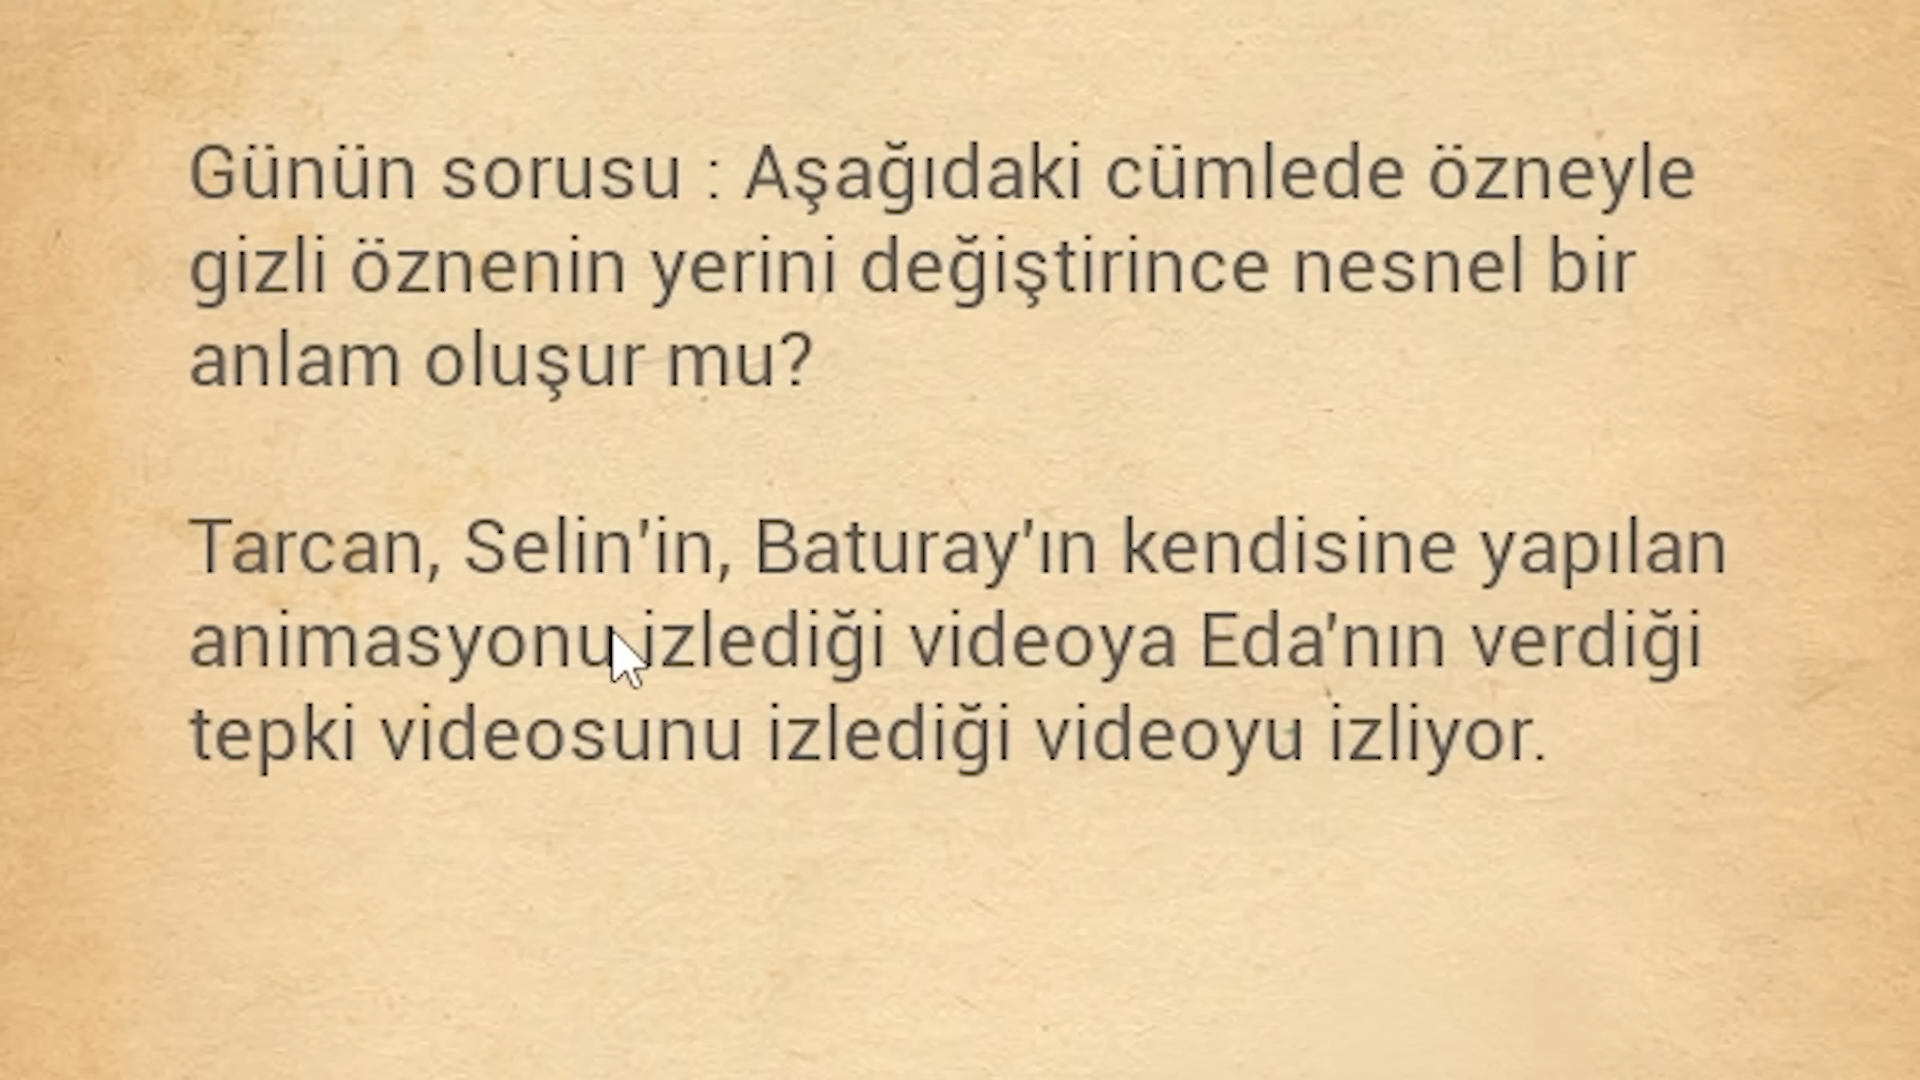 Günün sorusu : Aşağıdaki cümlede özneyle
gizli öznenin yerini değiştirince nesnel bir
anlam oluşur mu?
Tarcan, Selin'in, Baturay'ın kendisine yapılan
animasyonu izlediği videoya Eda'nın verdiği
tepki videosunu izlediği videoyu izliyor.